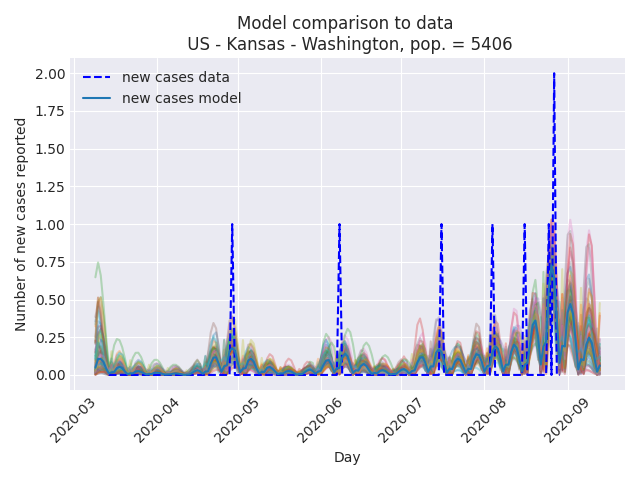 Model comparison to data
US - Kansas - Washington, pop. = 5406
new cases data
new cases model
Number of new cases reported
2.00
1.75
1.50
1.25
1.00
0.75
0.50
0.25
0.00
2020-03
2020-04
2020-05
2020-06
2020-07
2020-08
2020-09
Day